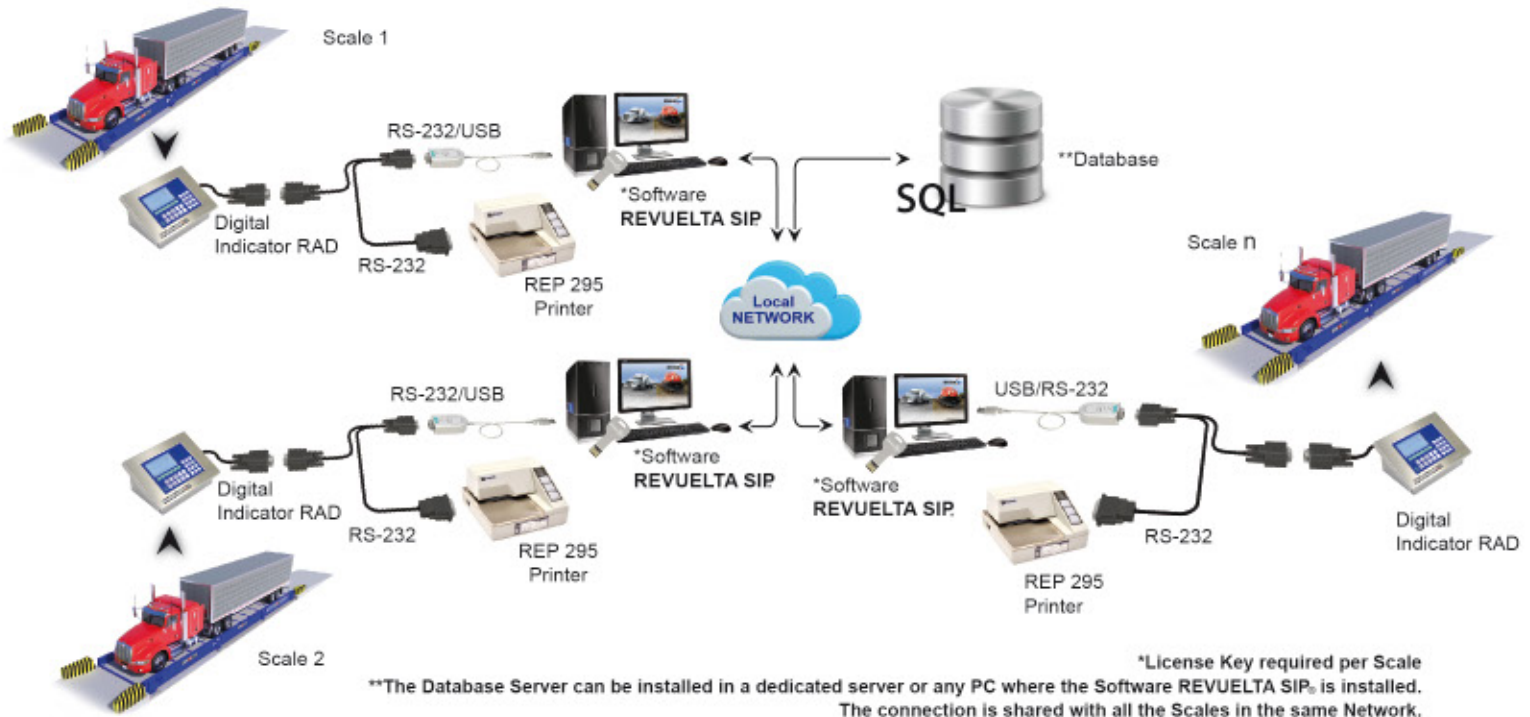 Scale 1
RS-232/USB
Digital
Indicator RAD
RS-232
REP 295
Printer
*Software
REVUELTA SIP®
SQL
**Database
Local
NETWORK
Scale n
RS-232/USB
Digital
Indicator RAD
RS-232
REP 295
Printer
*Software
REVUELTA SIP®
Scale 2
USB/RS-232
*Software
REVUELTA SIP®
REP 295
Printer
RS-232
Digital
Indicator RAD
*License Key required per Scale
**The Database Server can be installed in a dedicated server or any PC where the Software REVUELTA SIP® is installed.
The connection is shared with all the Scales in the same Network.